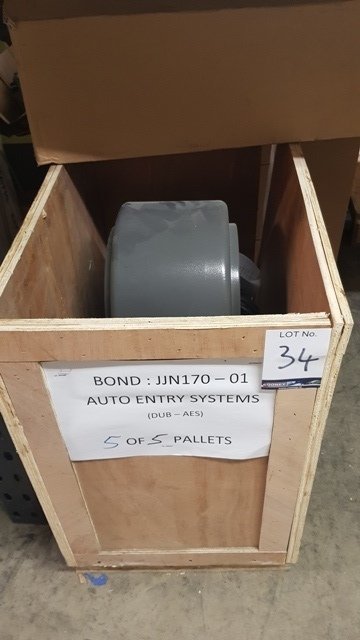 LOT No.
34
BOND : JJN170 – 01
AUTO ENTRY SYSTEMS
(DUB – AES)
5 OF 5 PALLETS